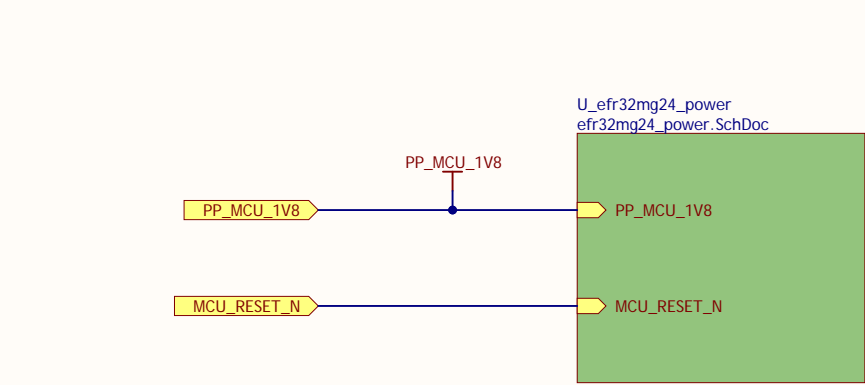 U_efr32mg24_power
efr32mg24_power.SchDoc
PP_MCU_1V8
PP_MCU_1V8
PP_MCU_1V8
MCU_RESET_N
MCU_RESET_N